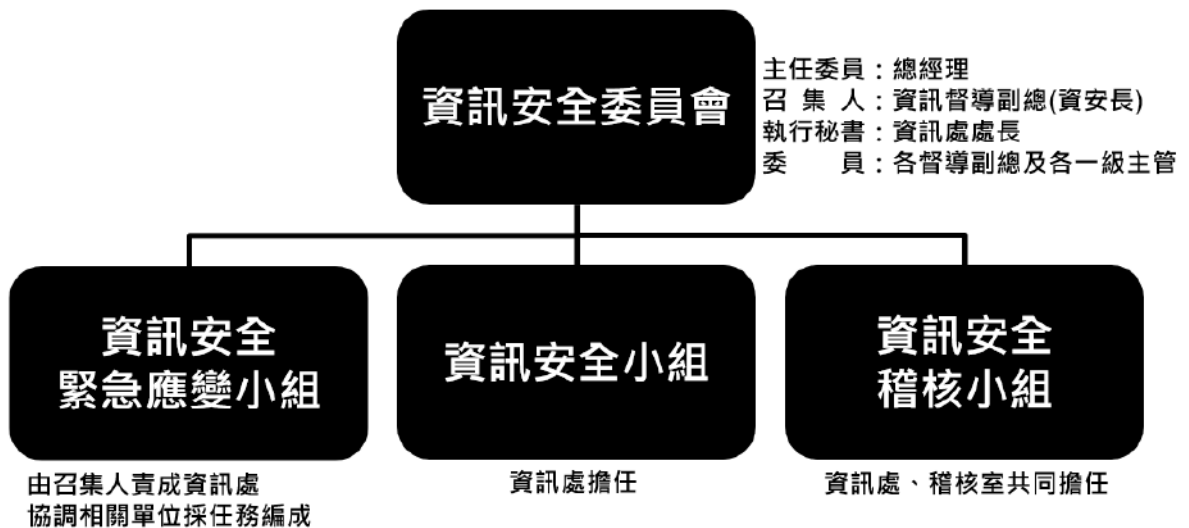 資訊安全委員會
主任委員：總經理
召 集 人：資訊督導副總(資安長)
執行秘書：資訊處處長
委　　員：各督導副總及各一級主管
資訊安全
緊急應變小組
由召集人責成資訊處
協調相關單位採任務編成
資訊安全小組
資訊處擔任
資訊安全
稽核小組
資訊處、稽核室共同擔任